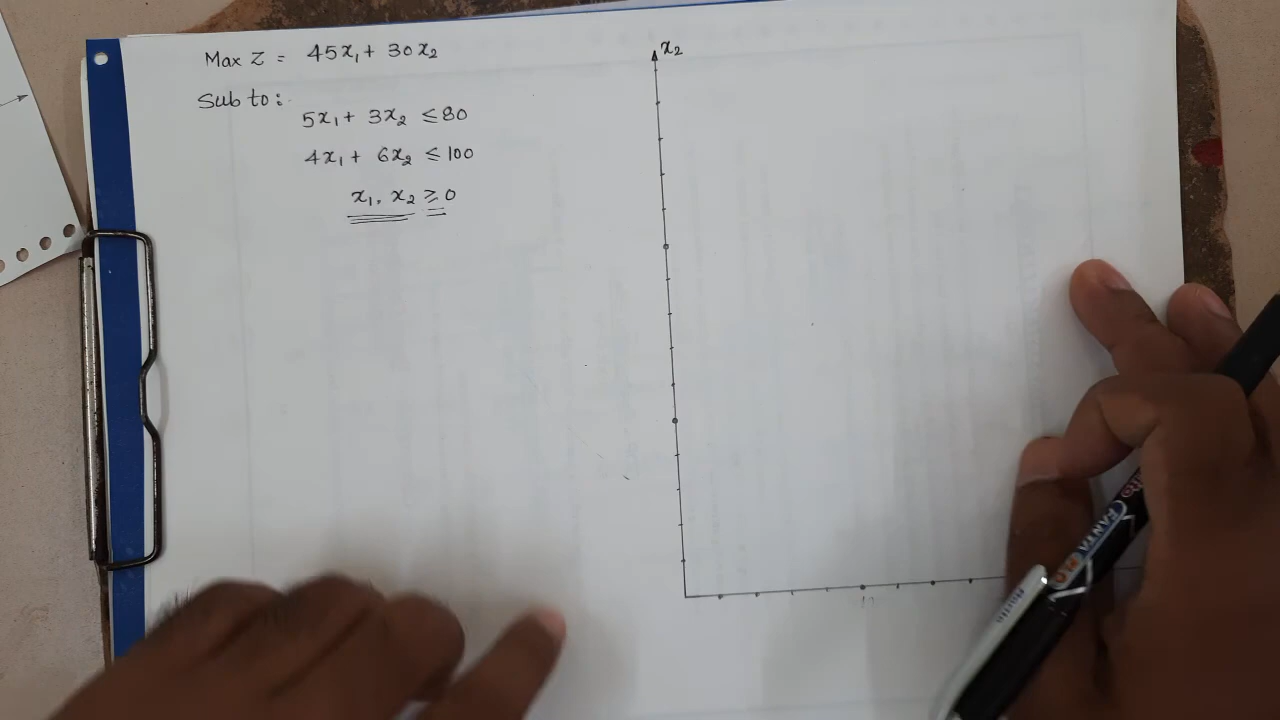 Max Z = 45x₁ + 30x₂
x₂
Sub to:
5x₁ + 3x₂ ≤ 80
4x₁ + 6x₂ ≤ 100
x₁, x₂ ≥ 0